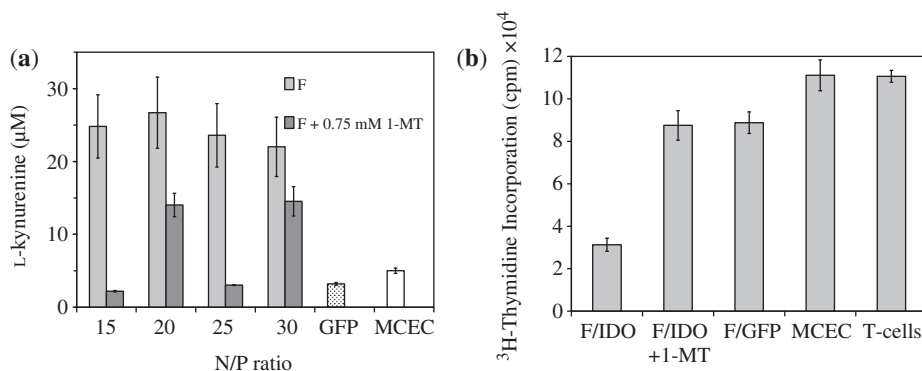 (a)
L-kynurenine (µM)
30
20
10
0
F
F + 0.75 mM 1-MT
15 20 25 30 GFP MCEC
N/P ratio
(b)
³H-Thymidine Incorporation (cpm) ×10⁴
12
10
8
6
4
2
0
F/IDO F/IDO F/GFP MCEC T-cells
+1-MT